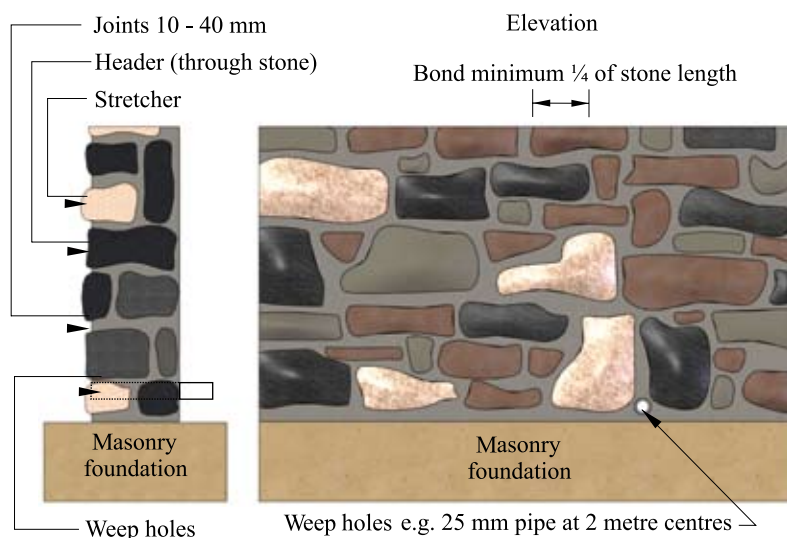 Joints 10 - 40 mm
Header (through stone)
Stretcher
Elevation
Bond minimum ¼ of stone length
Masonry
foundation
Masonry
foundation
Weep holes
Weep holes e.g. 25 mm pipe at 2 metre centres